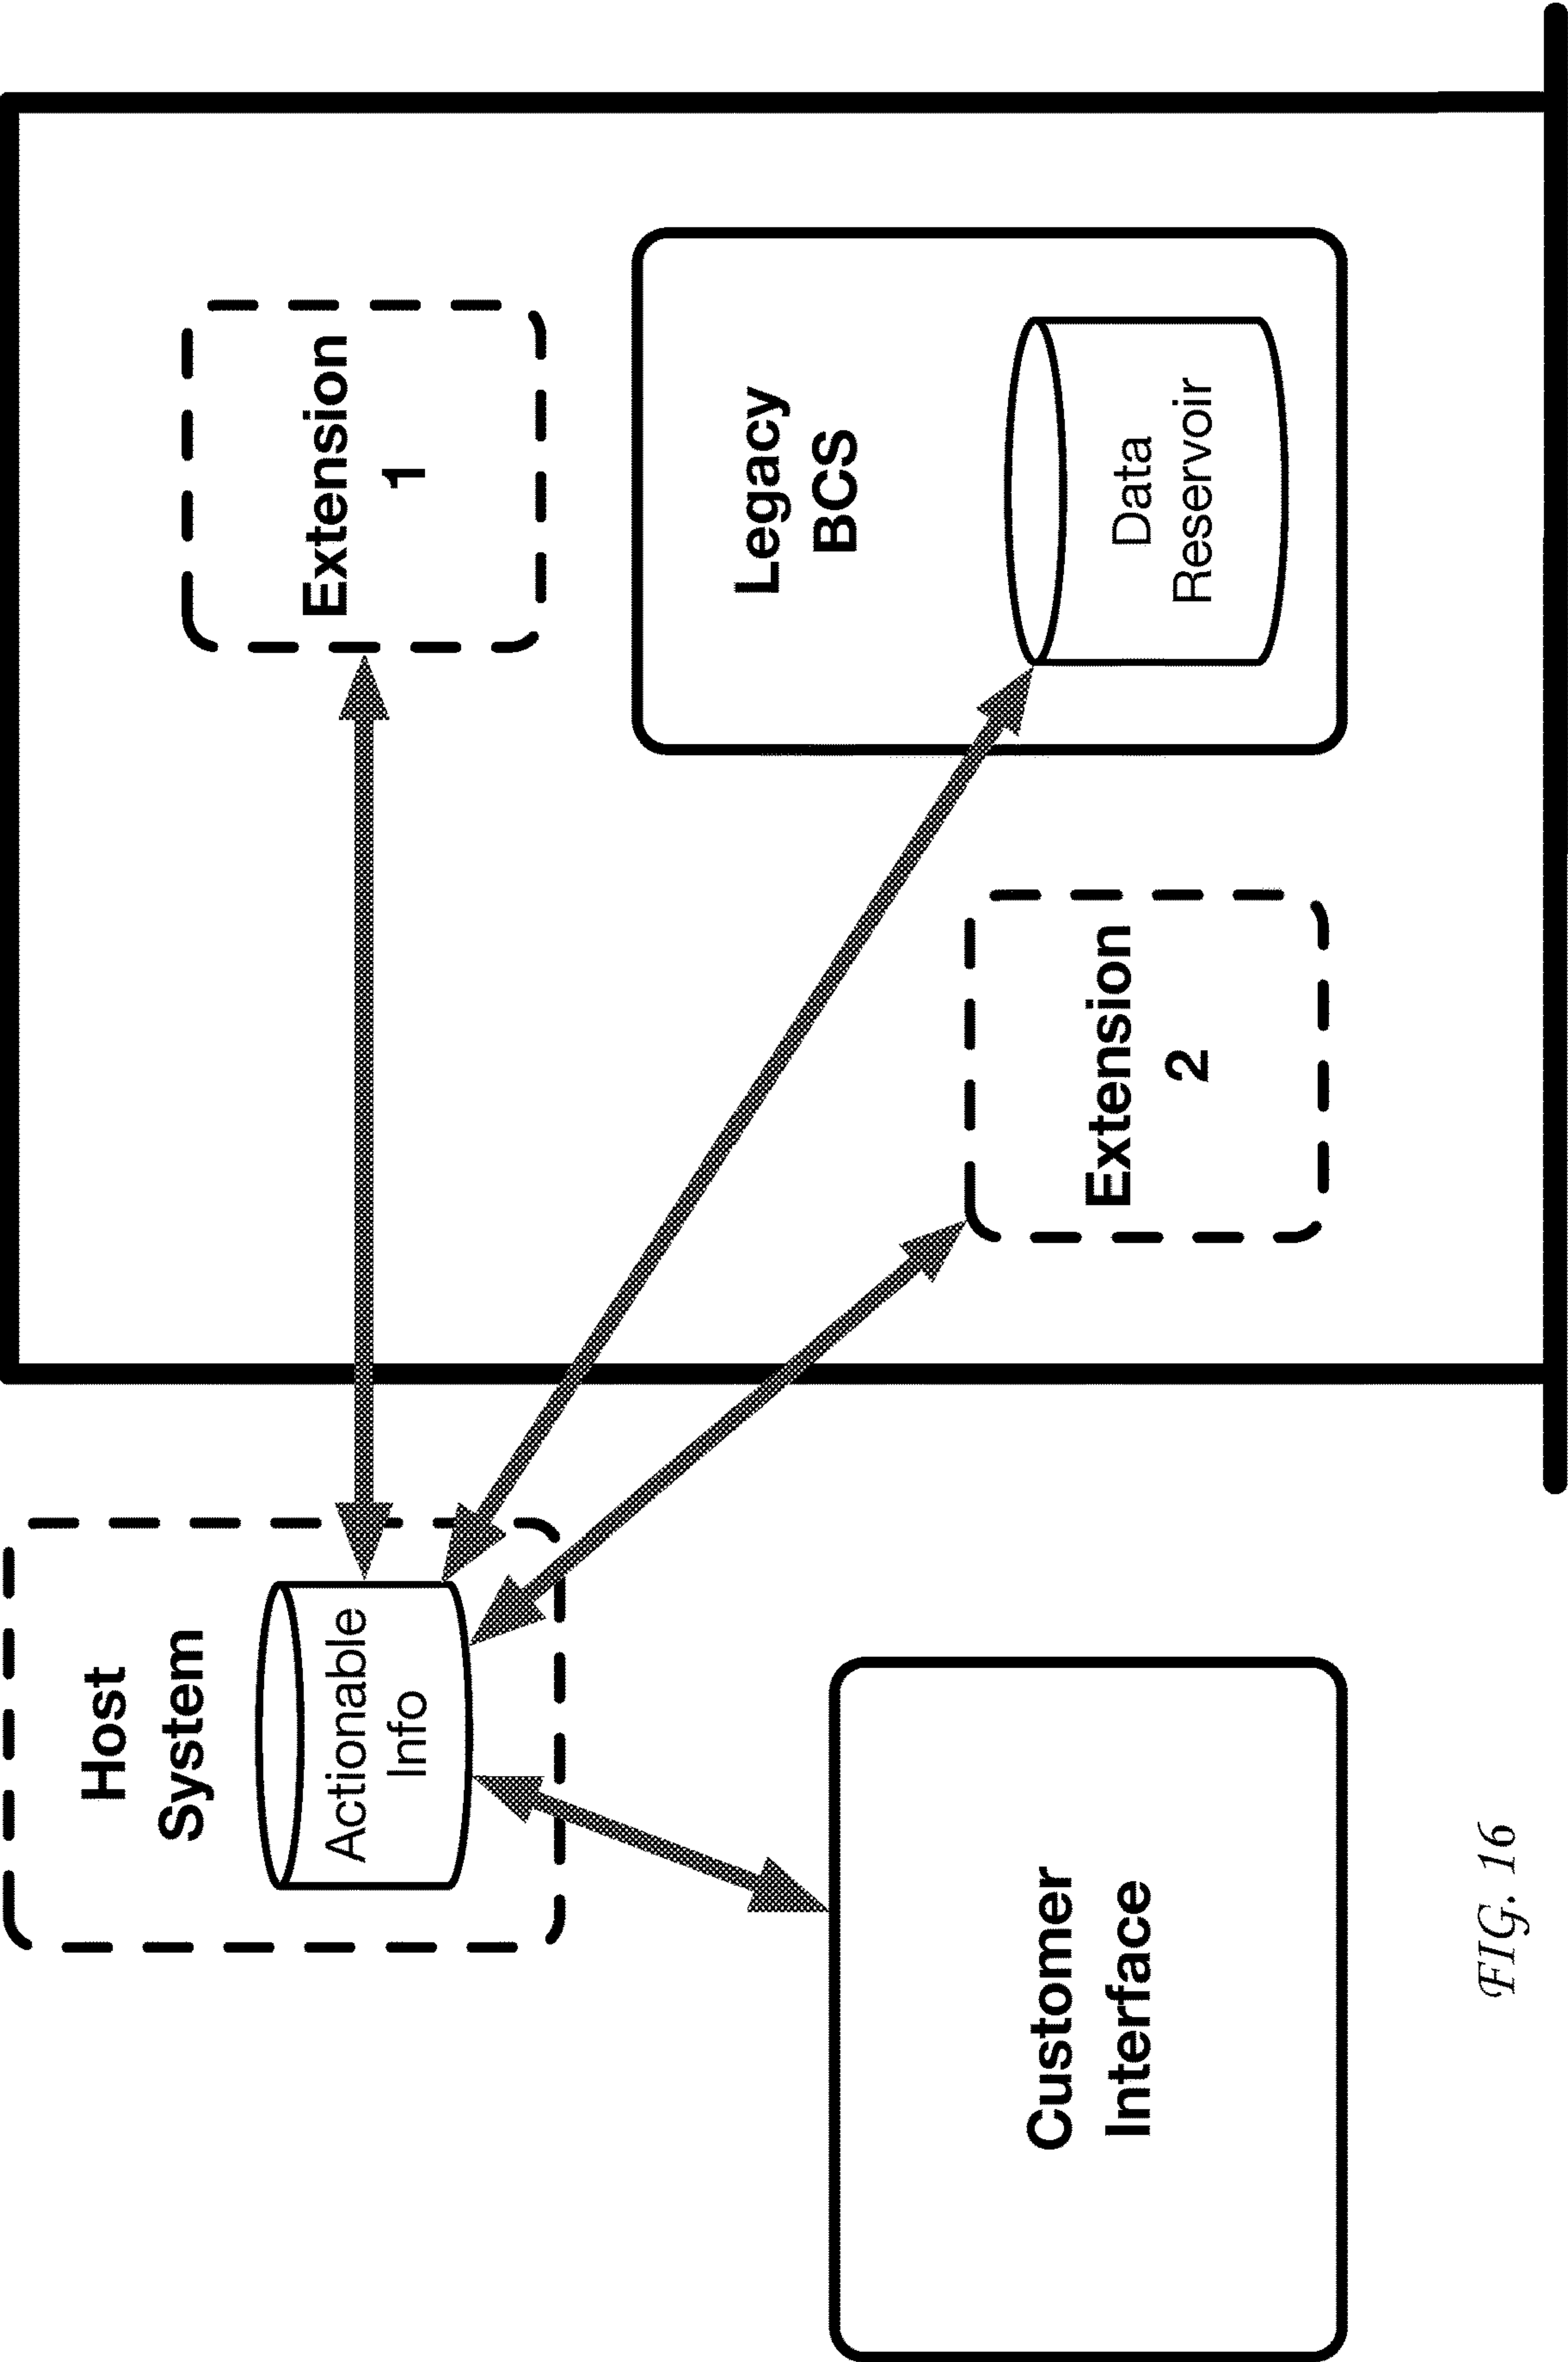 Host
System
Actionable
Info
Extension
1
Legacy
BCS
Data
Reservoir
Extension
2
Customer
Interface
FIG. 16